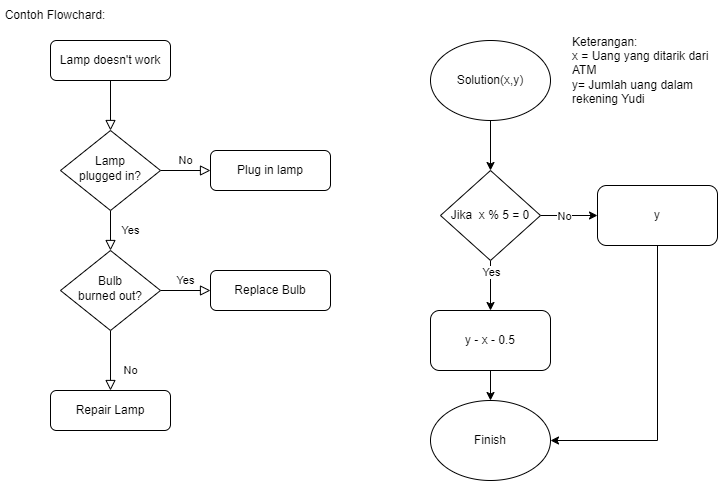 Contoh Flowchard:
Lamp doesn't work
Lamp
plugged in?
No
Plug in lamp
Yes
Bulb
burned out?
Yes
Replace Bulb
No
Repair Lamp
Solution(x,y)
Keterangan:
x = Uang yang ditarik dari
ATM
y= Jumlah uang dalam
rekening Yudi
Jika x % 5 = 0
No
y
Yes
y - x - 0.5
Finish